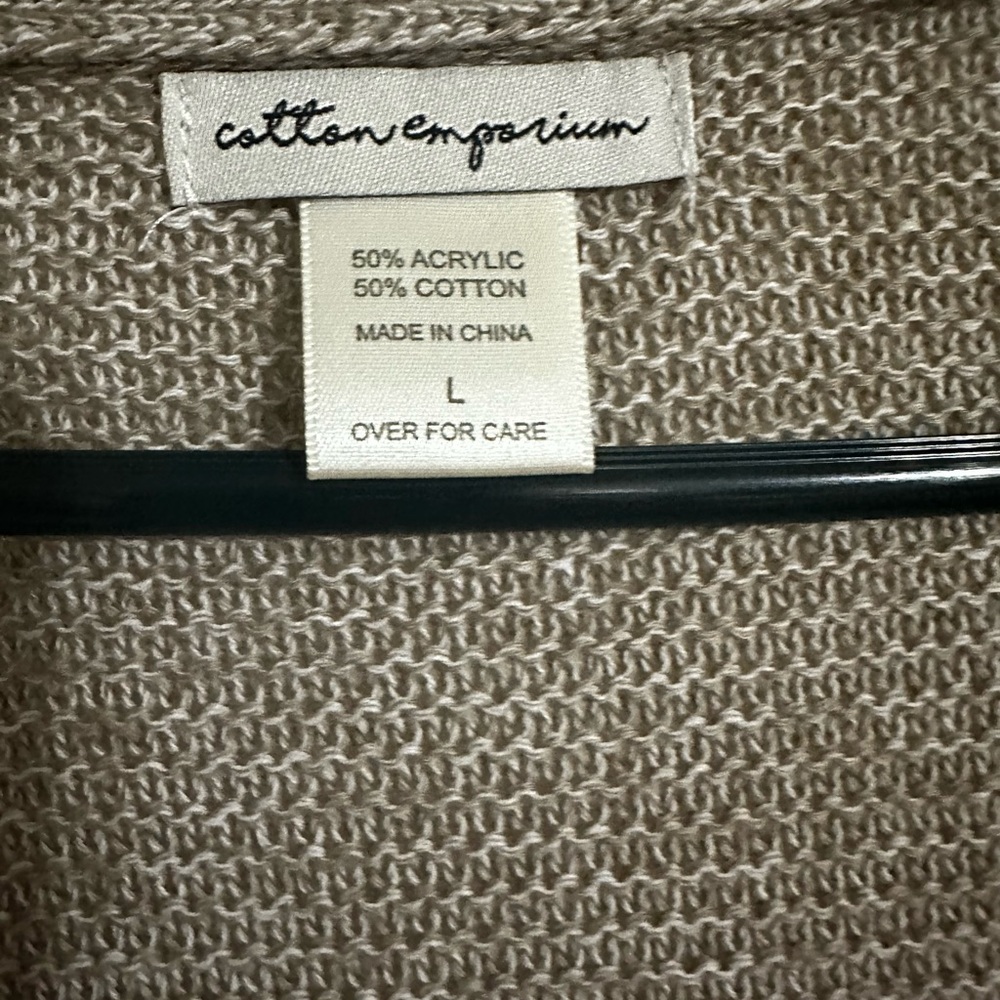 cotton emporium
50% ACRYLIC
50% COTTON
MADE IN CHINA
L
OVER FOR CARE